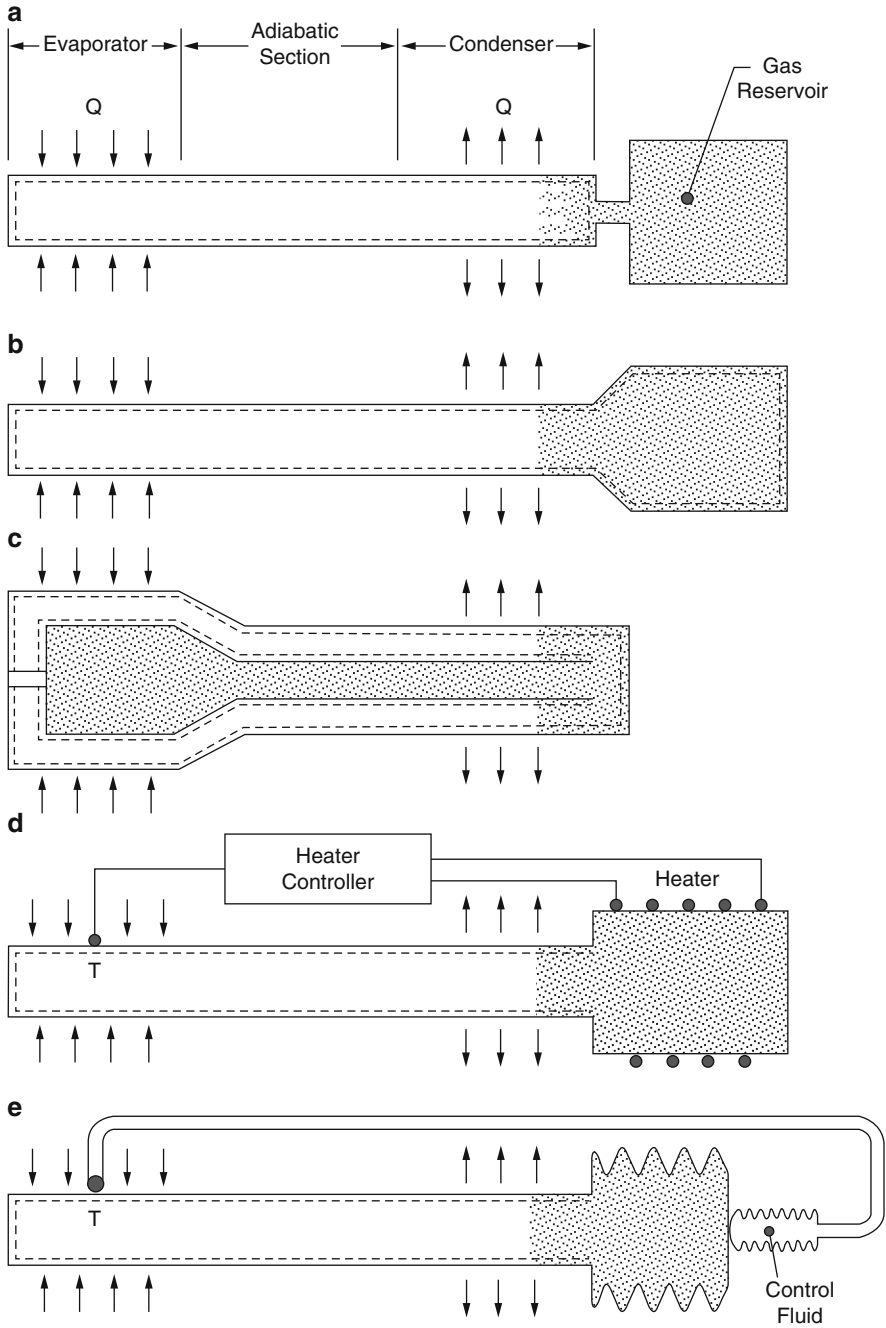 a
Evaporator
Adiabatic
Section
Condenser
Gas
Reservoir
Q
Q
b
c
d
Heater
Controller
Heater
T
e
T
Control
Fluid